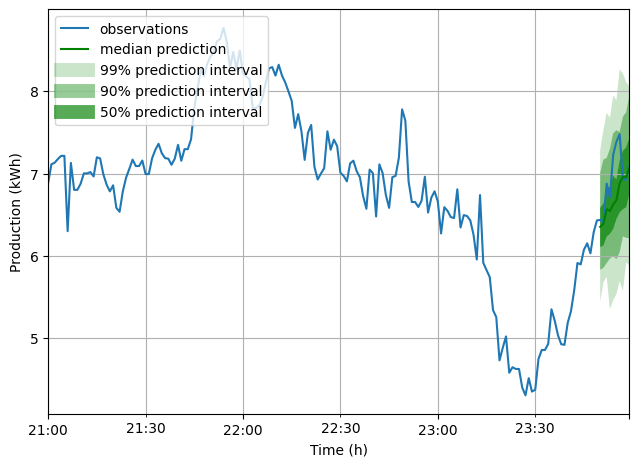 observations
median prediction
99% prediction interval
90% prediction interval
50% prediction interval
8
7
6
5
Production (kWh)
21:00
21:30
22:00
22:30
23:00
23:30
Time (h)